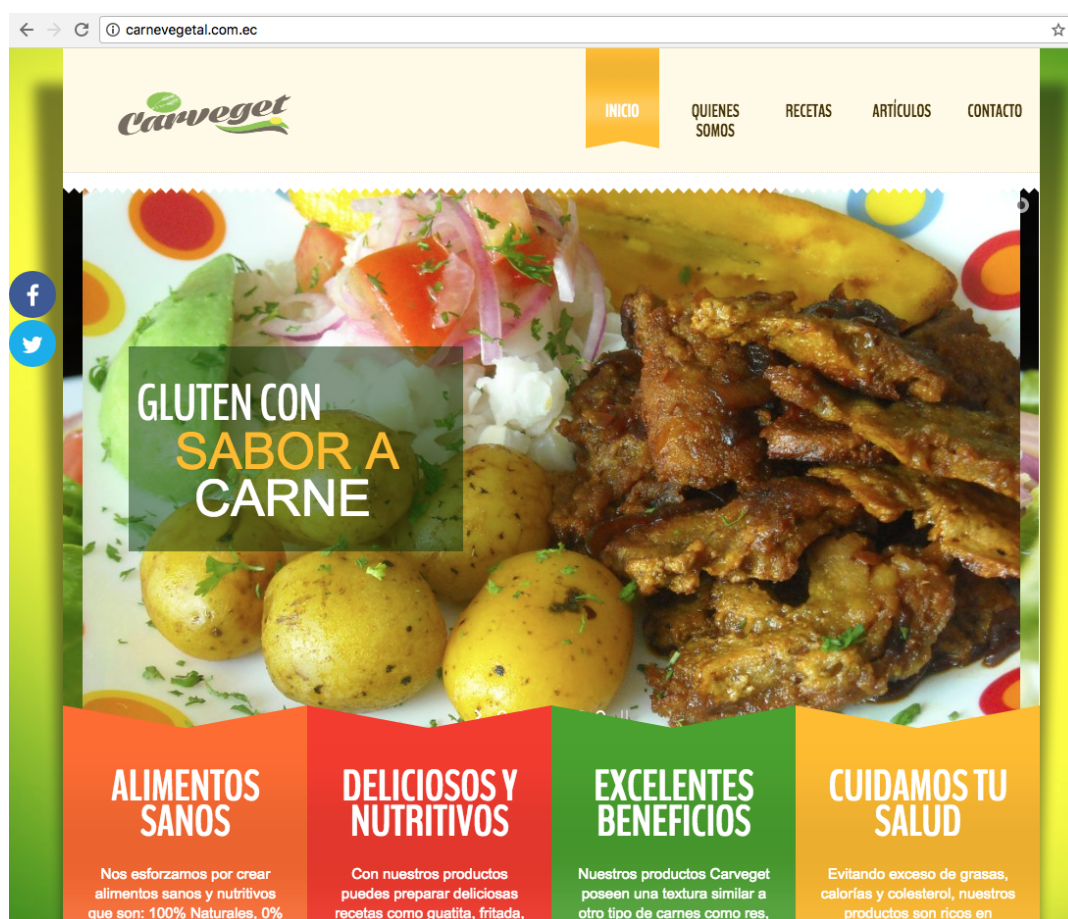 carnevegetal.com.ec
Carveget
INICIO
QUIENES
SOMOS
RECETAS
ARTÍCULOS
CONTACTO
GLUTEN CON
SABOR A
CARNE
ALIMENTOS
SANOS
Nos esforzamos por crear
alimentos sanos y nutritivos
que son: 100% Naturales, 0%
DELICIOSOS Y
NUTRITIVOS
Con nuestros productos
puedes preparar deliciosas
recetas como guatita, fritada,
EXCELENTES
BENEFICIOS
Nuestros productos Carveget
poseen una textura similar a
otro tipo de carnes como res,
CUIDAMOS TU
SALUD
Evitando exceso de grasas,
calorías y colesterol, nuestros
productos son ricos en